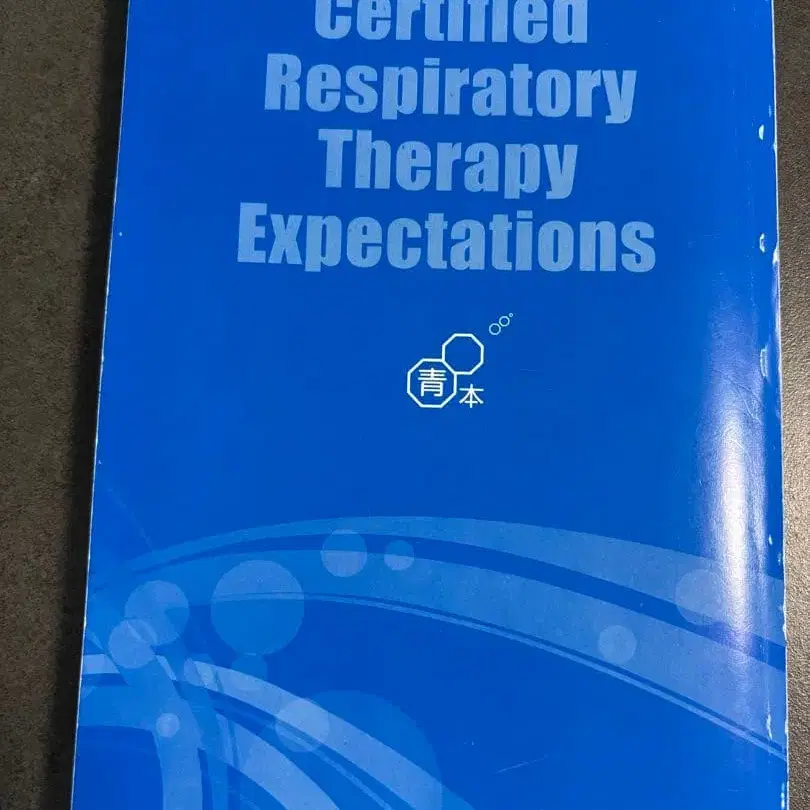 Certified
Respiratory
Therapy
Expectations
青
本